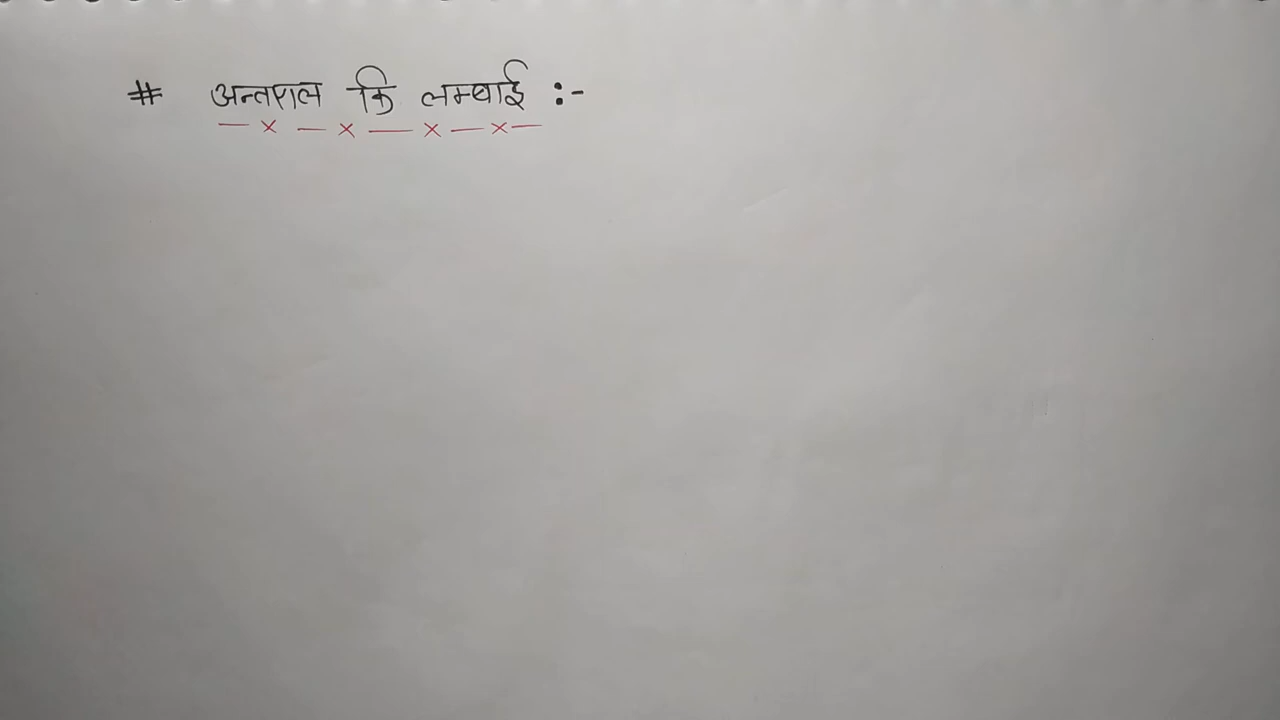 # अन्तराल कि लम्बाई :-